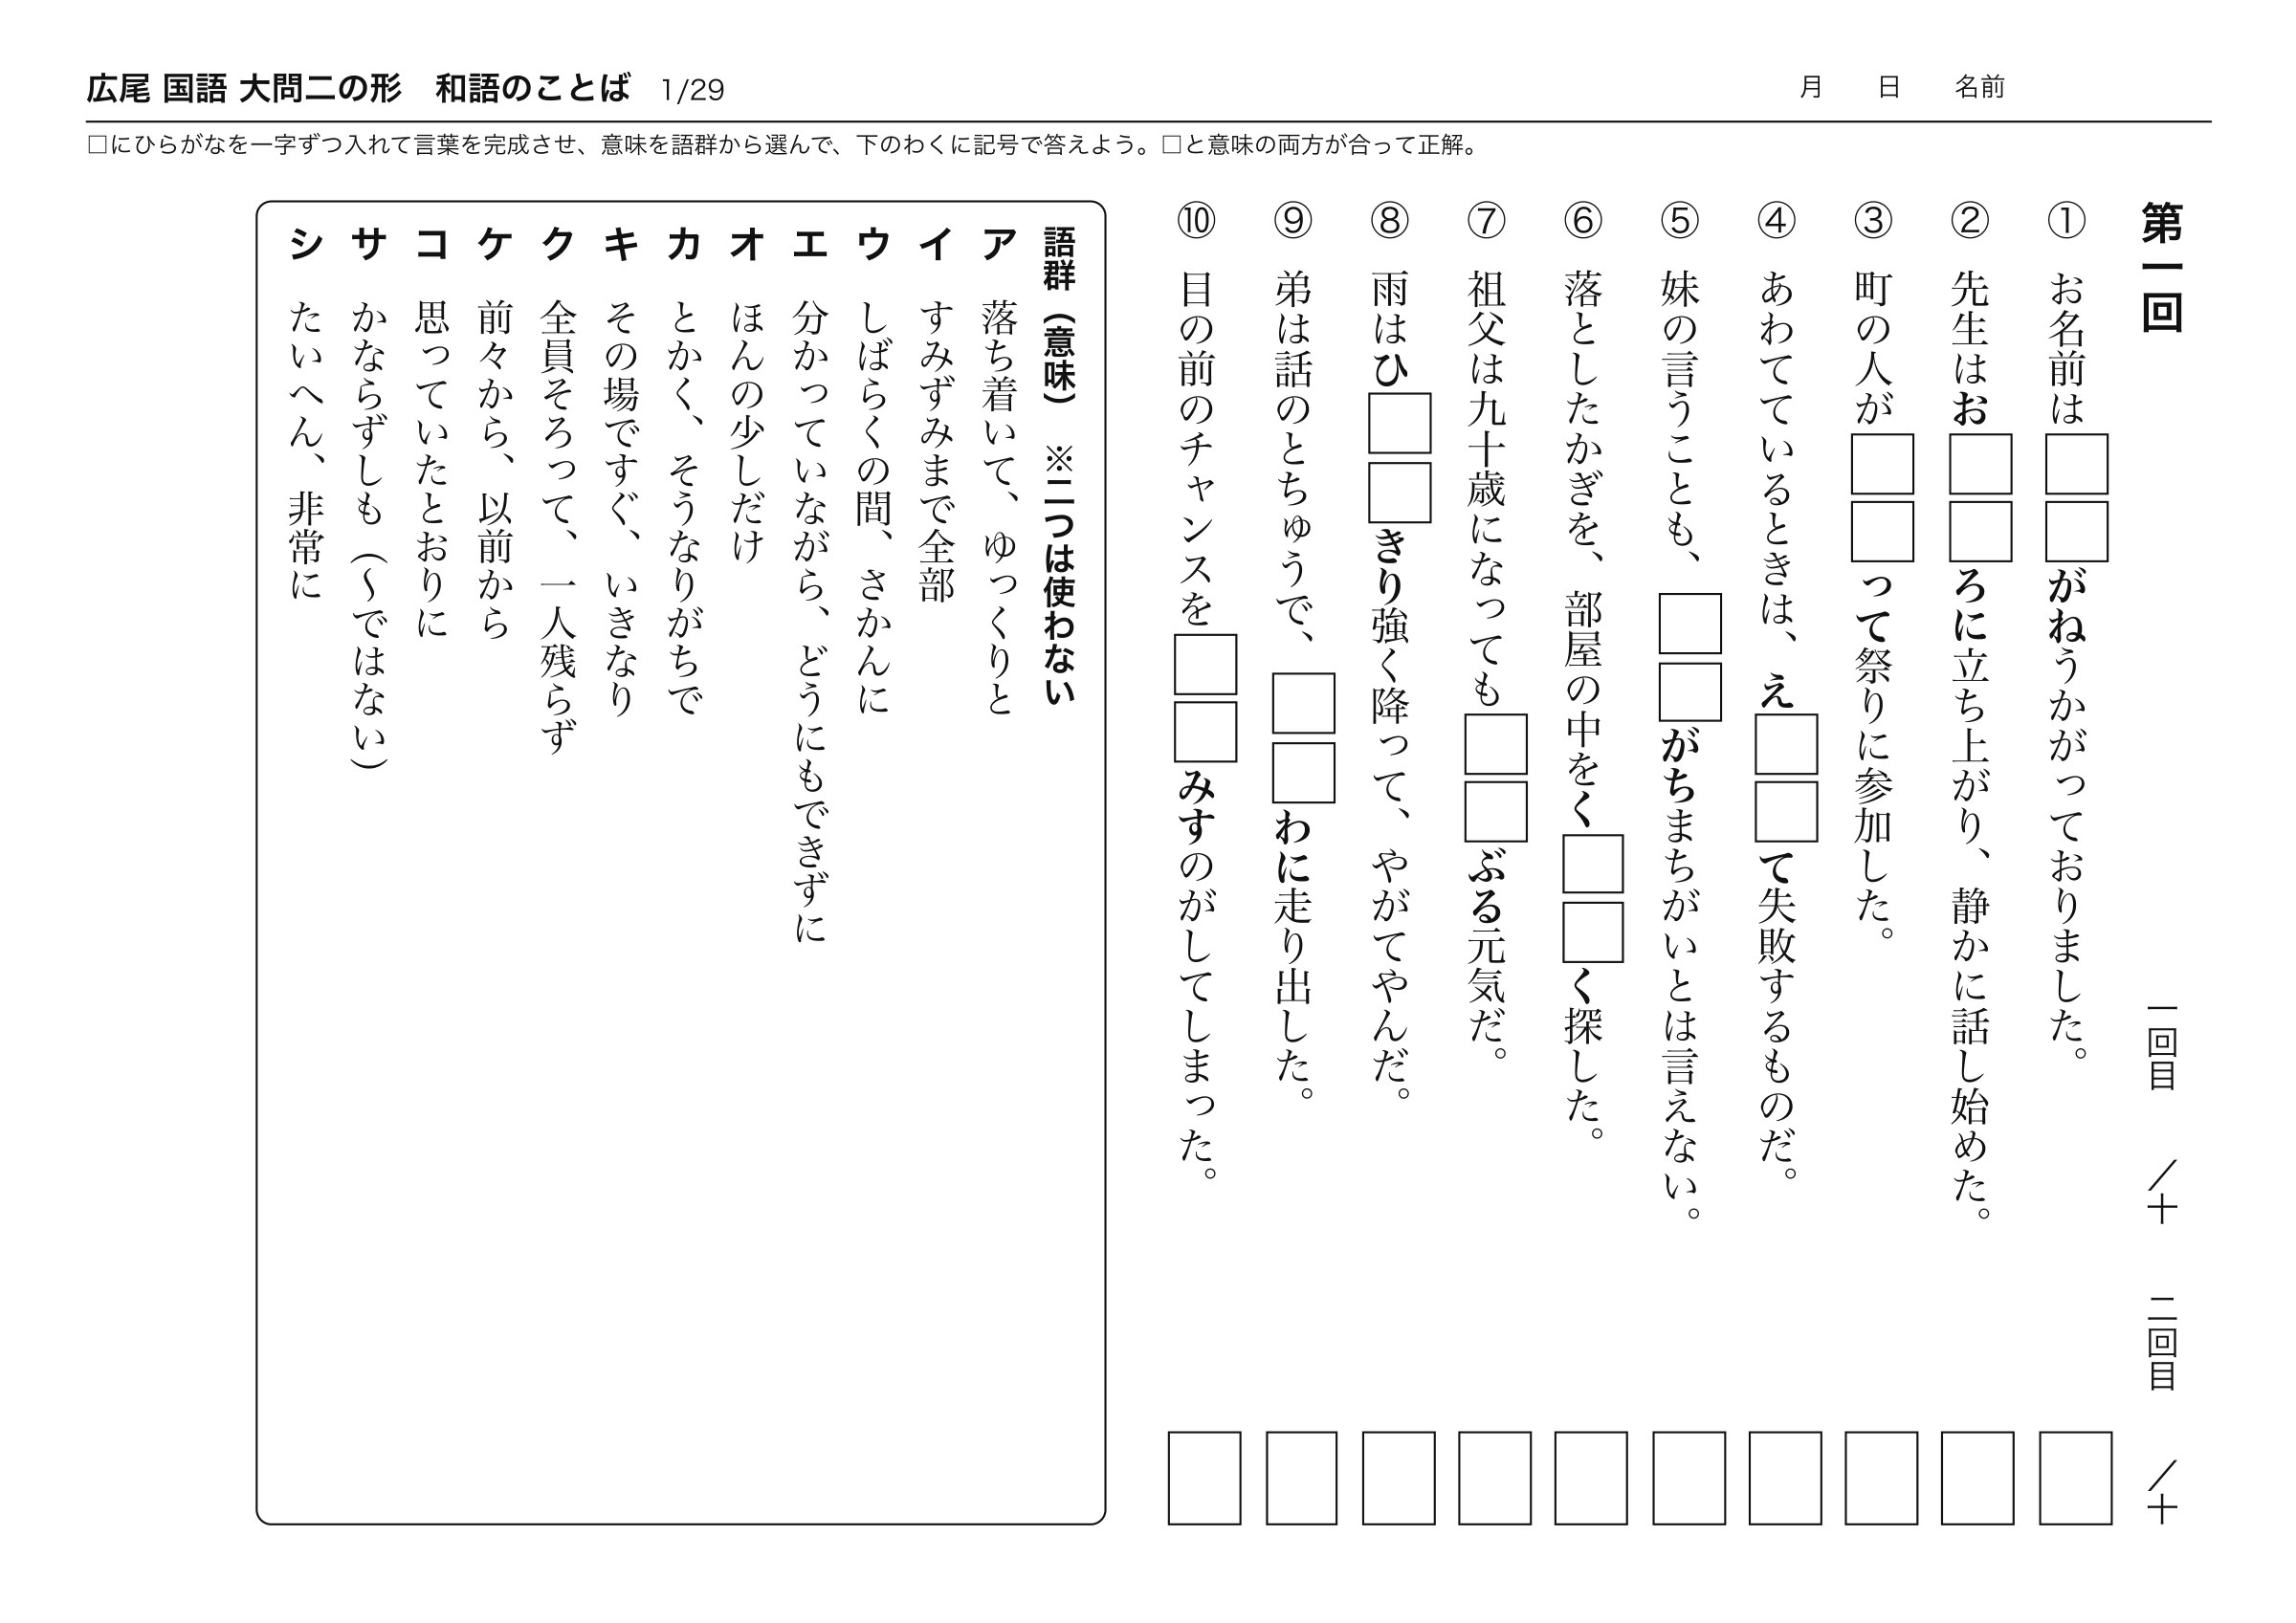 広尾 国語 大問二の形　和語のことば　1/29
月　日　名前
□にひらがなを一字ずつ入れて言葉を完成させ、意味を語群から選んで、下のわくに記号で答えよう。□と意味の両方が合って正解。
第一回　一回目　／十　二回目　／十
① お名前は□□がねうかがっておりました。
② 先生はお□□ろに立ち上がり、静かに話し始めた。
③ 町の人が□□って祭りに参加した。
④ あわてているときは、え□□て失敗するものだ。
⑤ 妹の言うことも、□□がちまちがいとは言えない。
⑥ 落としたかぎを、部屋の中をく□□く探した。
⑦ 祖父は九十歳になっても□□ぶる元気だ。
⑧ 雨はひ□□きり強く降って、やがてやんだ。
⑨ 弟は話のとちゅうで、□□わに走り出した。
⑩ 目の前のチャンスを□□みすのがしてしまった。
語群（意味）　※二つは使わない
ア　落ち着いて、ゆっくりと
イ　すみずみまで全部
ウ　しばらくの間、さかんに
エ　分かっていながら、どうにもできずに
オ　ほんの少しだけ
カ　とかく、そうなりがちで
キ　その場ですぐ、いきなり
ク　全員そろって、一人残らず
ケ　前々から、以前から
コ　思っていたとおりに
サ　かならずしも（〜ではない）
シ　たいへん、非常に